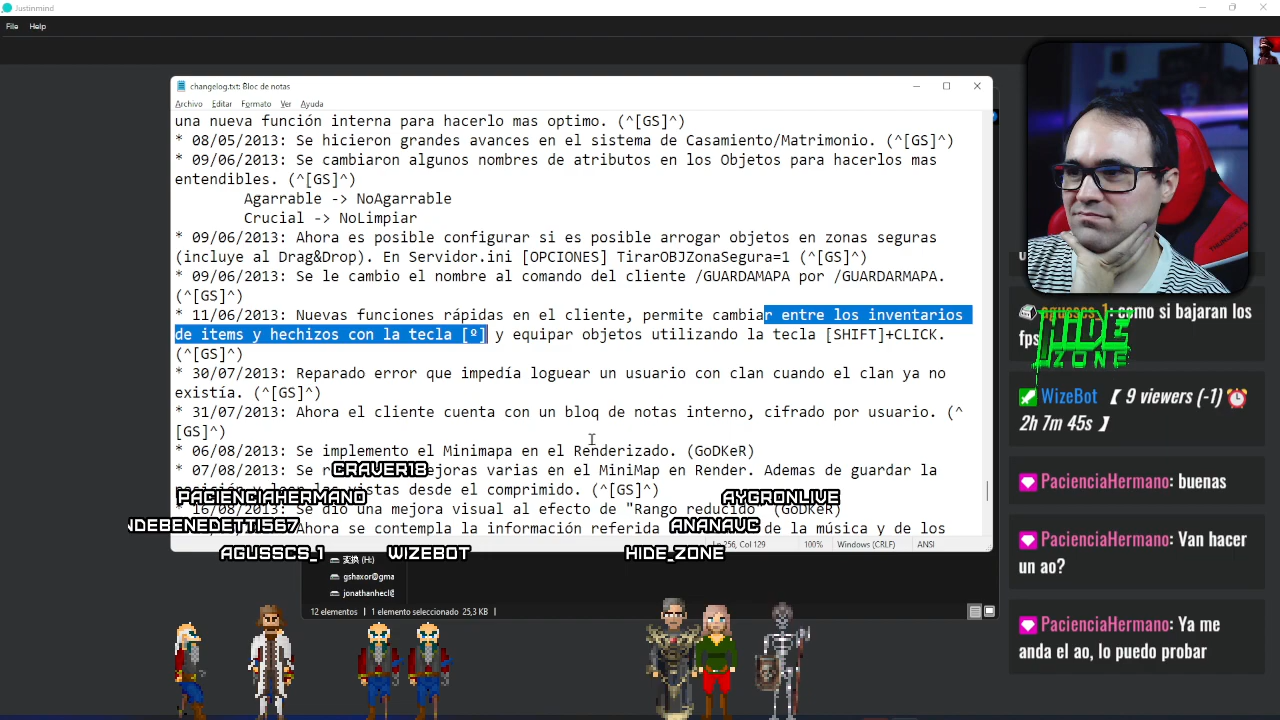 Justinmind
File Help
changelog.txt: Bloc de notas
Archivo Editar Formato Ver Ayuda
una nueva función interna para hacerlo mas optimo. (^[GS]^)
* 08/05/2013: Se hicieron grandes avances en el sistema de Casamiento/Matrimonio. (^[GS]^)
* 09/06/2013: Se cambiaron algunos nombres de atributos en los Objetos para hacerlos mas
entendibles. (^[GS]^)
Agarrable -> NoAgarrable
Crucial -> NoLimpiar
* 09/06/2013: Ahora es posible configurar si es posible arrogar objetos en zonas seguras
(incluye al Drag&Drop). En Servidor.ini [OPCIONES] TirarOBJZonaSegura=1 (^[GS]^)
* 09/06/2013: Se le cambio el nombre al comando del cliente /GUARDAMAPA por /GUARDARMAPA.
(^[GS]^)
* 11/06/2013: Nuevas funciones rápidas en el cliente, permite cambiar entre los inventarios
de items y hechizos con la tecla [º] y equipar objetos utilizando la tecla [SHIFT]+CLICK.
(^[GS]^)
* 30/07/2013: Reparado error que impedía loguear un usuario con clan cuando el clan ya no
existía. (^[GS]^)
* 31/07/2013: Ahora el cliente cuenta con un bloq de notas interno, cifrado por usuario. (^
[GS]^)
* 06/08/2013: Se implemento el Minimapa en el Renderizado. (GoDKeR)
* 07/08/2013: Se mejoras varias en el MiniMap en Render. Ademas de guardar la
vistas desde el comprimido. (^[GS]^)
* 16/08/2013: Se dio una mejora visual al efecto de "Rango reducido" (GoDKeR)
Ahora se contempla la información referida de la música y de los
Ln 256, Col 129 100% Windows (CRLF) ANSI
変換 (H:)
gshaxor@gma
jonathanhecl@
12 elementos 1 elemento seleccionado 25,3 KB
CRAVER18
PACIENCIAHERMANO
NDEBENEDETTI567
AGUSSCS_1
WIZEBOT
AYGRONLIVE
ANANAVC
HIDE_ZONE
agusscs_1: como si bajaran los
fps
HIDE
ZONE
WizeBot 【 9 viewers (-1) ⏰
2h 7m 45s 】
PacienciaHermano: buenas
PacienciaHermano: Van hacer
un ao?
PacienciaHermano: Ya me
anda el ao, lo puedo probar